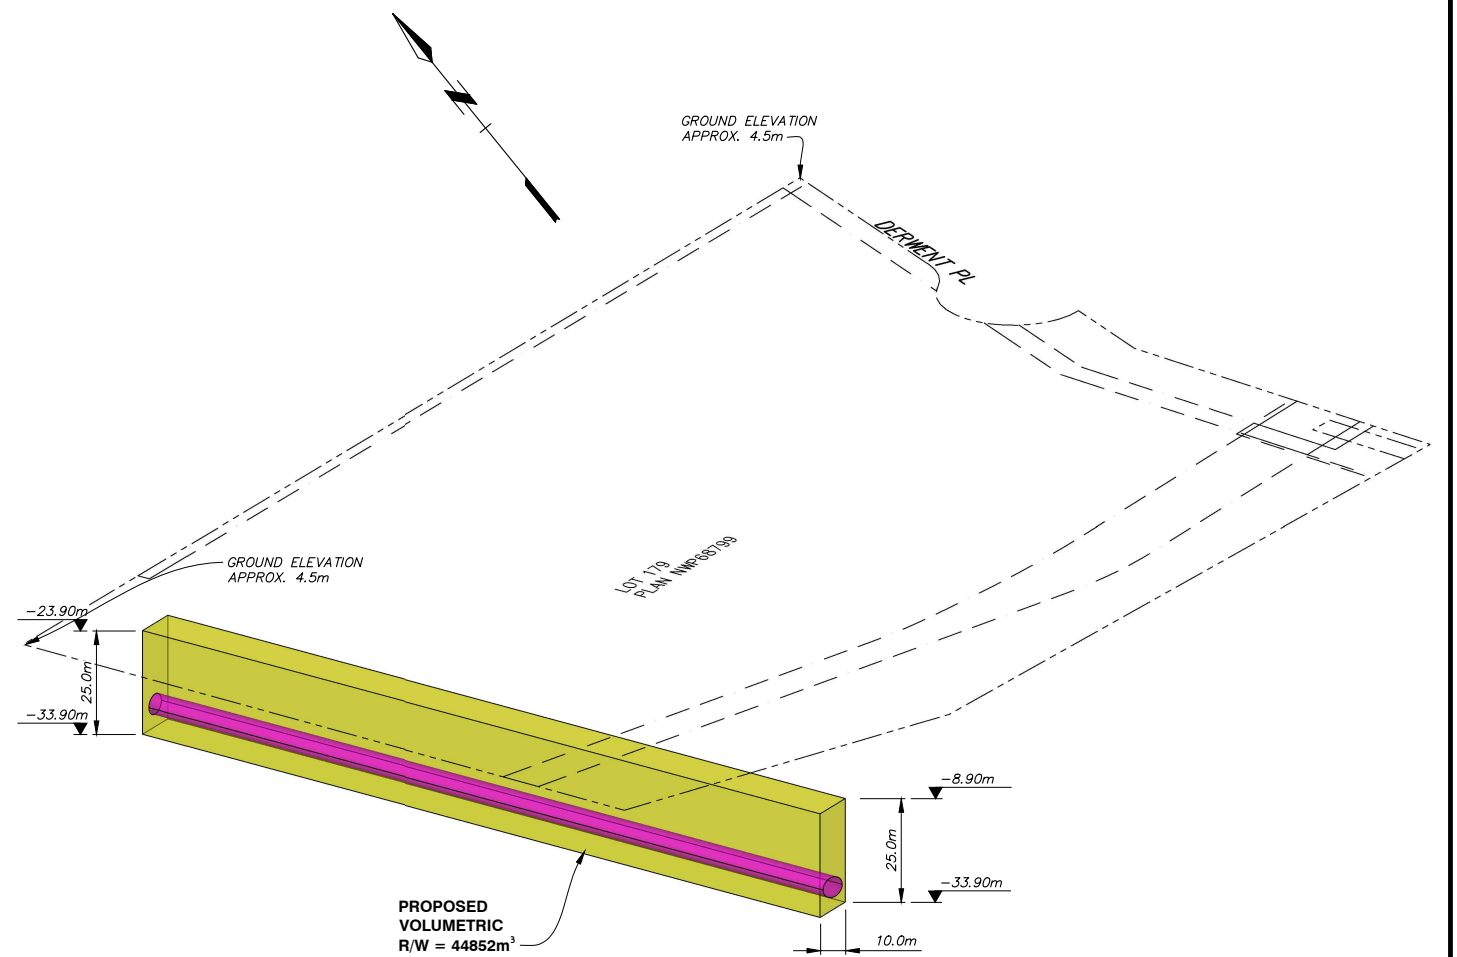 GROUND ELEVATION
APPROX. 4.5m
DERWENT PL
N
LOT 179
PLAN NWP68799
GROUND ELEVATION
APPROX. 4.5m
-23.90m
25.0m
-33.90m
-8.90m
25.0m
-33.90m
10.0m
PROPOSED
VOLUMETRIC
R/W = 44852m³